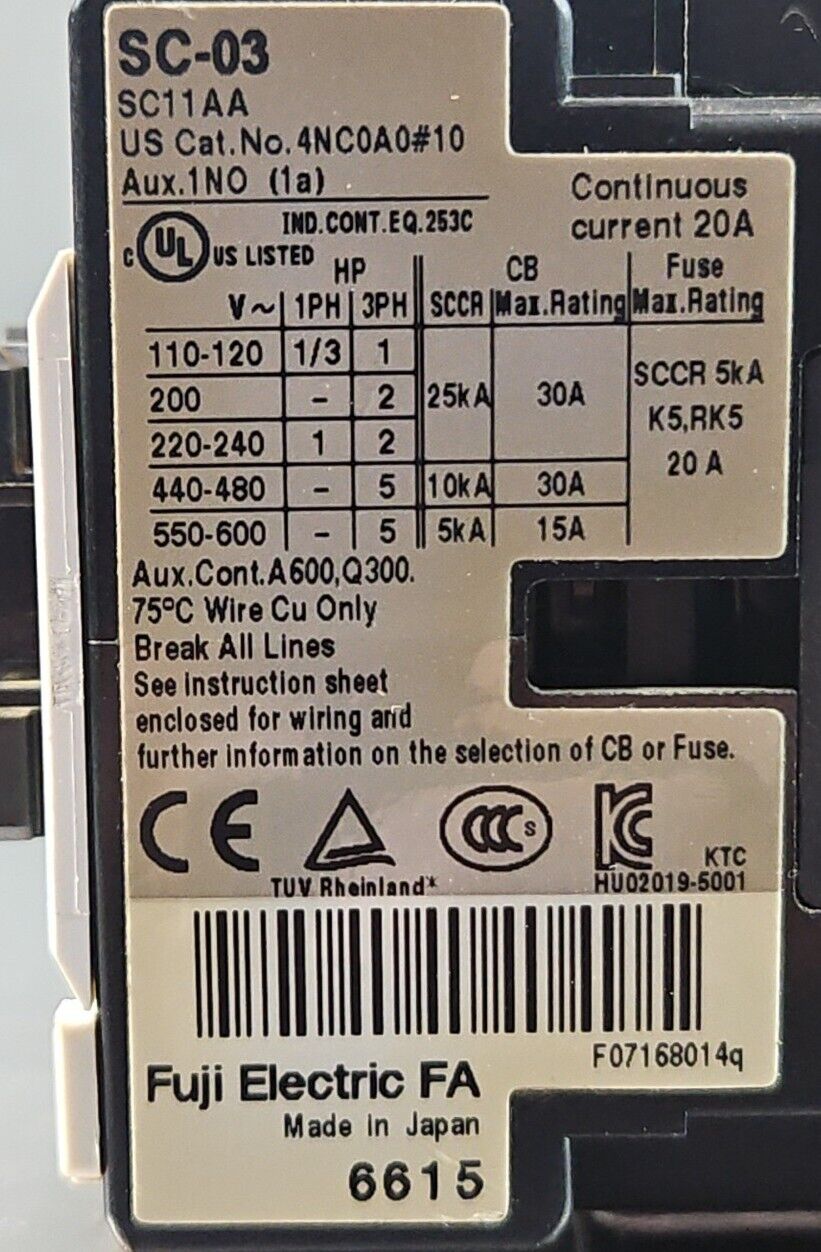 SC-03
SC11AA
US Cat.No.4NC0A0#10
Aux.1NO (1a)
Continuous
current 20A
IND.CONT.EQ.253C
C UL US LISTED
HP CB Fuse
V~ 1PH 3PH SCCR Max.Rating Max.Rating
110-120 1/3 1
200 - 2 25kA 30A
220-240 1 2
440-480 - 5 10kA 30A
550-600 - 5 5kA 15A
SCCR 5kA
K5,RK5
20 A
Aux.Cont.A600,Q300.
75°C Wire Cu Only
Break All Lines
See instruction sheet
enclosed for wiring and
further information on the selection of CB or Fuse.
CE CCC S KC
KTC
TUV Rheinland* HU02019-5001
F07168014q
Fuji Electric FA
Made in Japan
6615